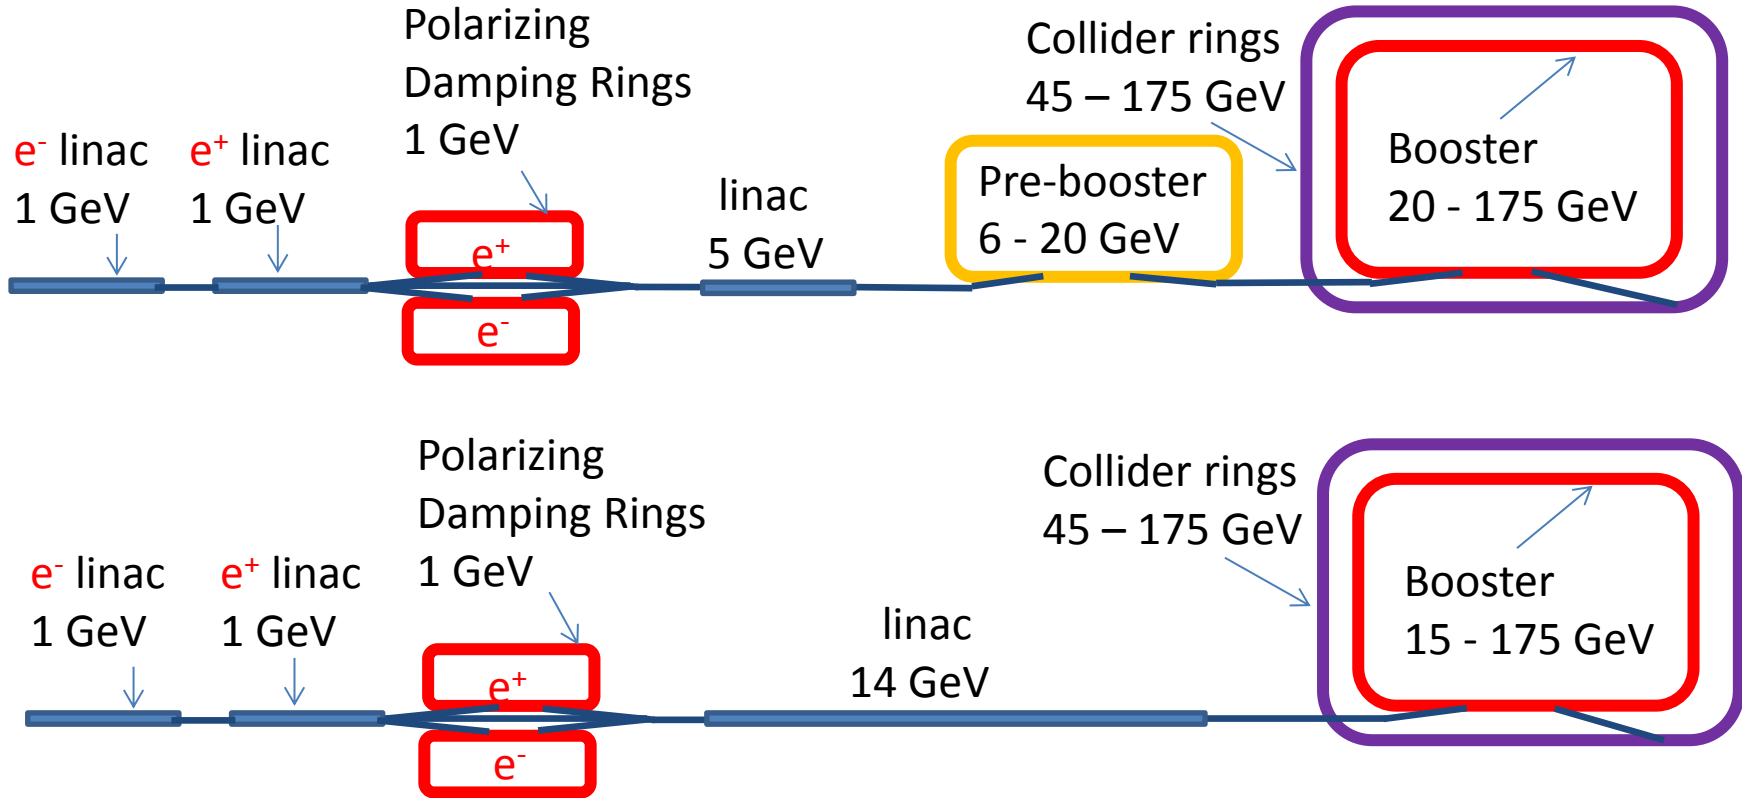 e⁻ linac
1 GeV
e⁺ linac
1 GeV
Polarizing
Damping Rings
1 GeV
e⁺
e⁻
linac
5 GeV
Pre-booster
6 - 20 GeV
Collider rings
45 – 175 GeV
Booster
20 - 175 GeV
e⁻ linac
1 GeV
e⁺ linac
1 GeV
Polarizing
Damping Rings
1 GeV
e⁺
e⁻
linac
14 GeV
Collider rings
45 – 175 GeV
Booster
15 - 175 GeV